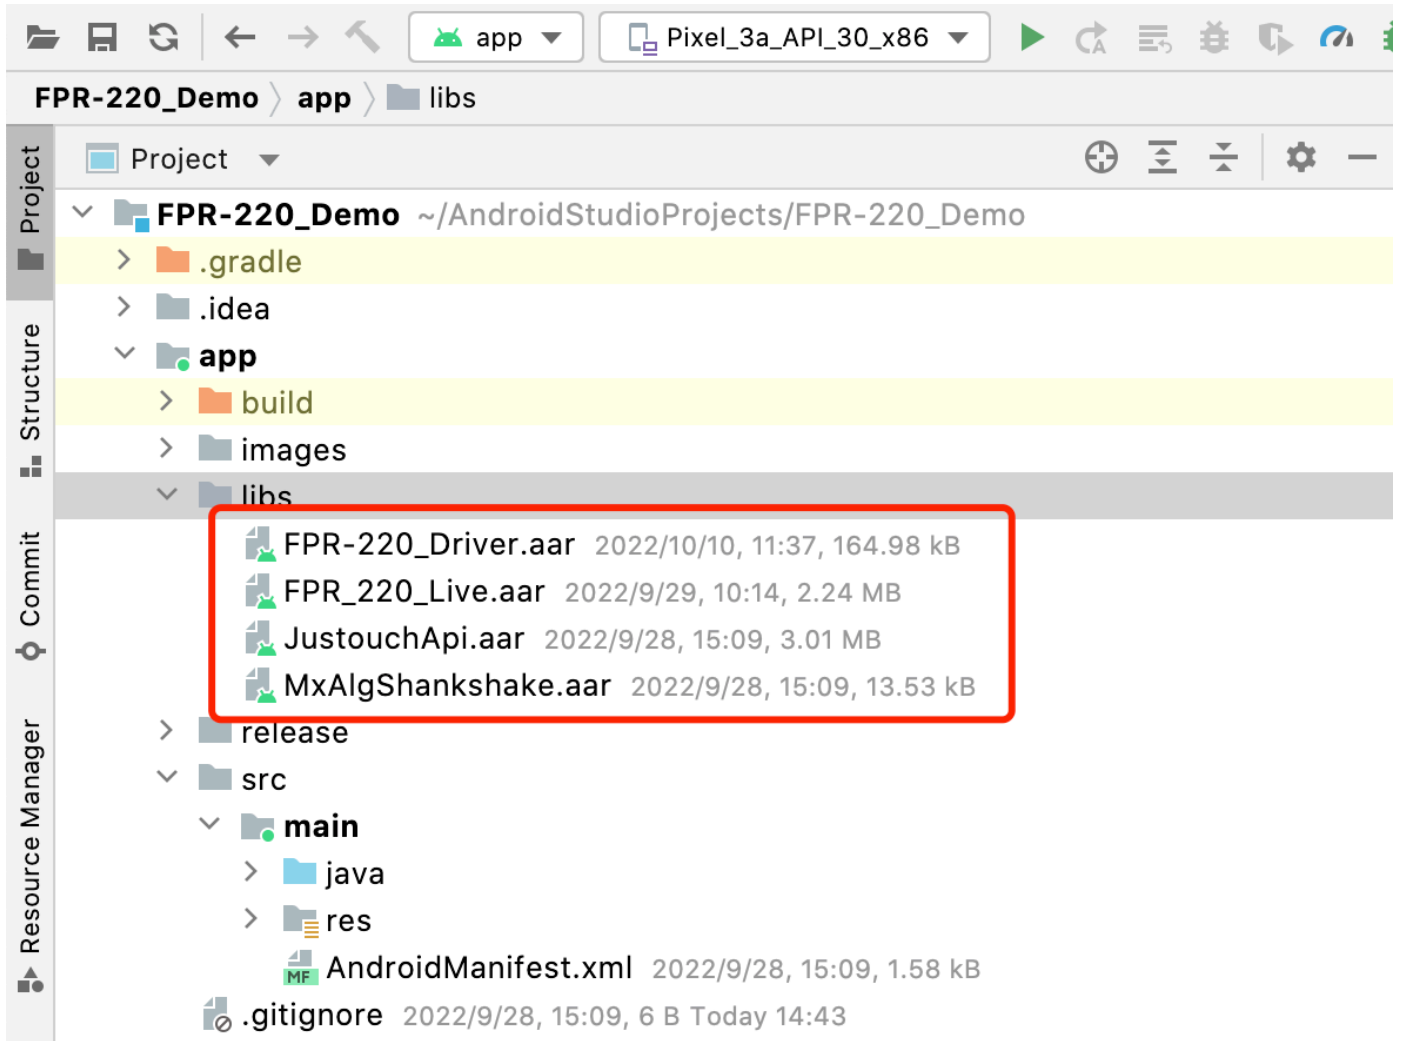 app
Pixel_3a_API_30_x86
A
FPR-220_Demo
app
libs
Project
Project
FPR-220_Demo ~/AndroidStudioProjects/FPR-220_Demo
.gradle
.idea
Structure
app
build
images
libs
Commit
FPR-220_Driver.aar 2022/10/10, 11:37, 164.98 kB
FPR_220_Live.aar 2022/9/29, 10:14, 2.24 MB
JustouchApi.aar 2022/9/28, 15:09, 3.01 MB
MxAlgShankshake.aar 2022/9/28, 15:09, 13.53 kB
Resource Manager
release
src
main
java
res
MF AndroidManifest.xml 2022/9/28, 15:09, 1.58 kB
.gitignore 2022/9/28, 15:09, 6 B Today 14:43